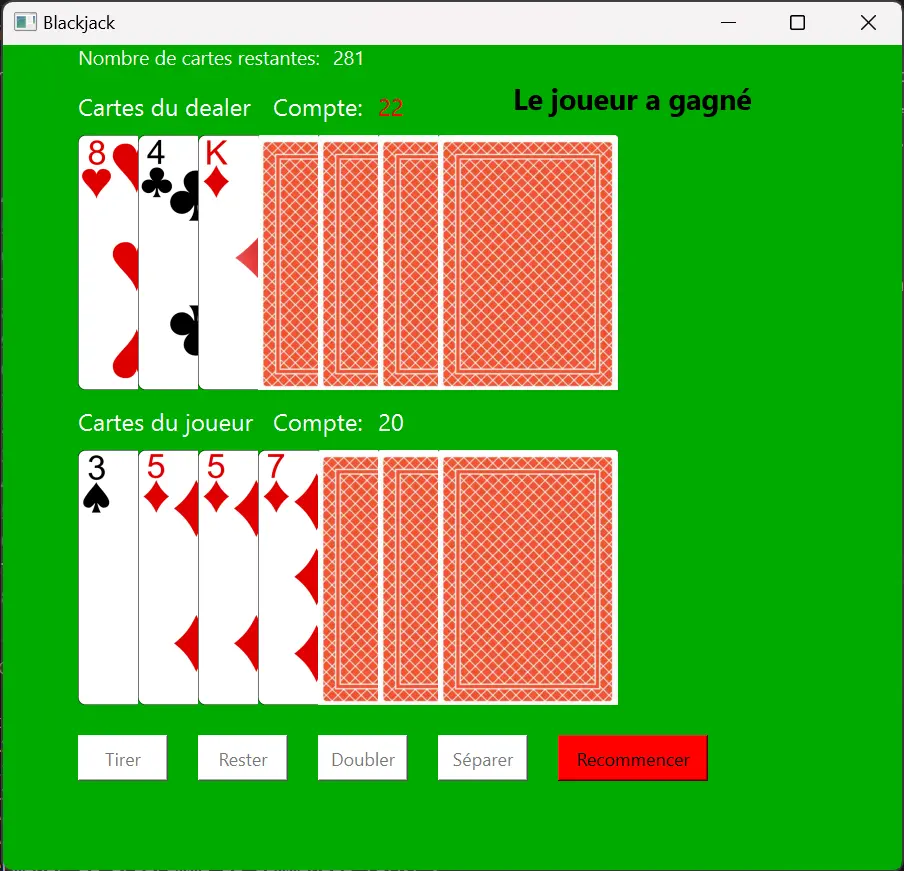 Blackjack
Nombre de cartes restantes: 281
Cartes du dealer Compte: 22
Le joueur a gagné
8 4 K
Cartes du joueur Compte: 20
3 5 5 7
Tirer Rester Doubler Séparer Recommencer